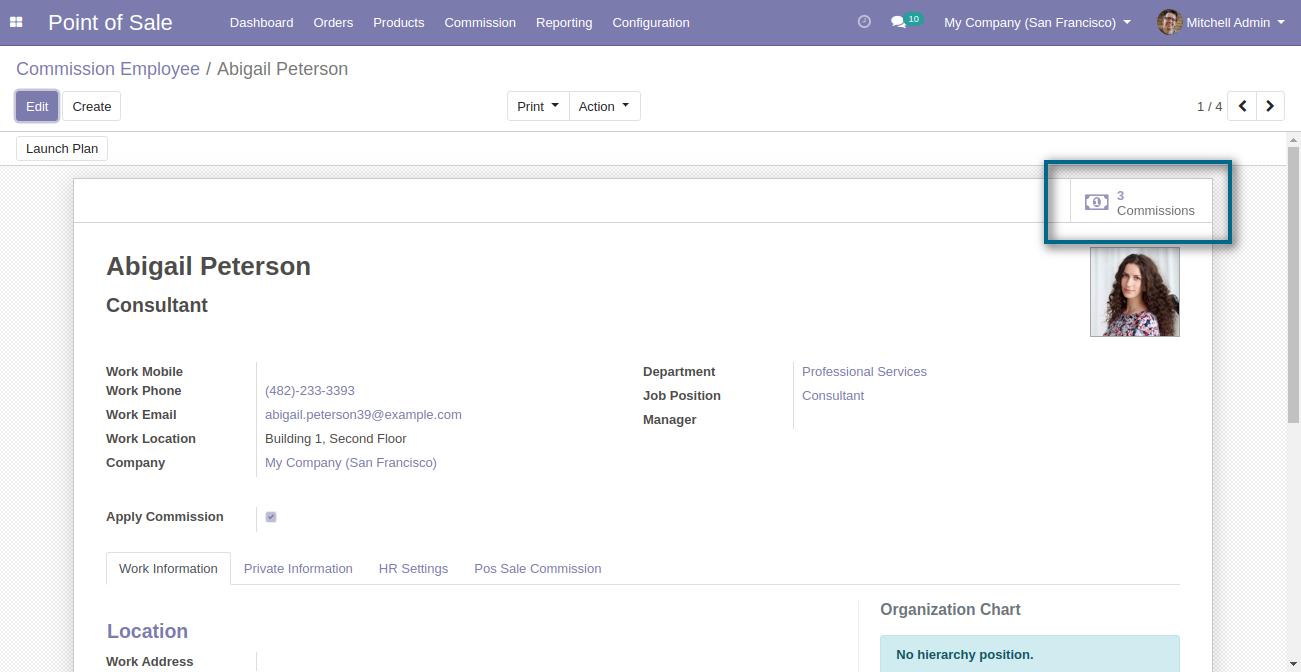 Point of Sale Dashboard Orders Products Commission Reporting Configuration 10 My Company (San Francisco) Mitchell Admin
Commission Employee / Abigail Peterson
Edit Create Print Action 1 / 4
Launch Plan
3
Commissions
Abigail Peterson
Consultant
Work Mobile
Work Phone (482)-233-3393
Work Email abigail.peterson39@example.com
Work Location Building 1, Second Floor
Company My Company (San Francisco)
Department Professional Services
Job Position Consultant
Manager
Apply Commission
Work Information Private Information HR Settings Pos Sale Commission
Location
Work Address
Organization Chart
No hierarchy position.